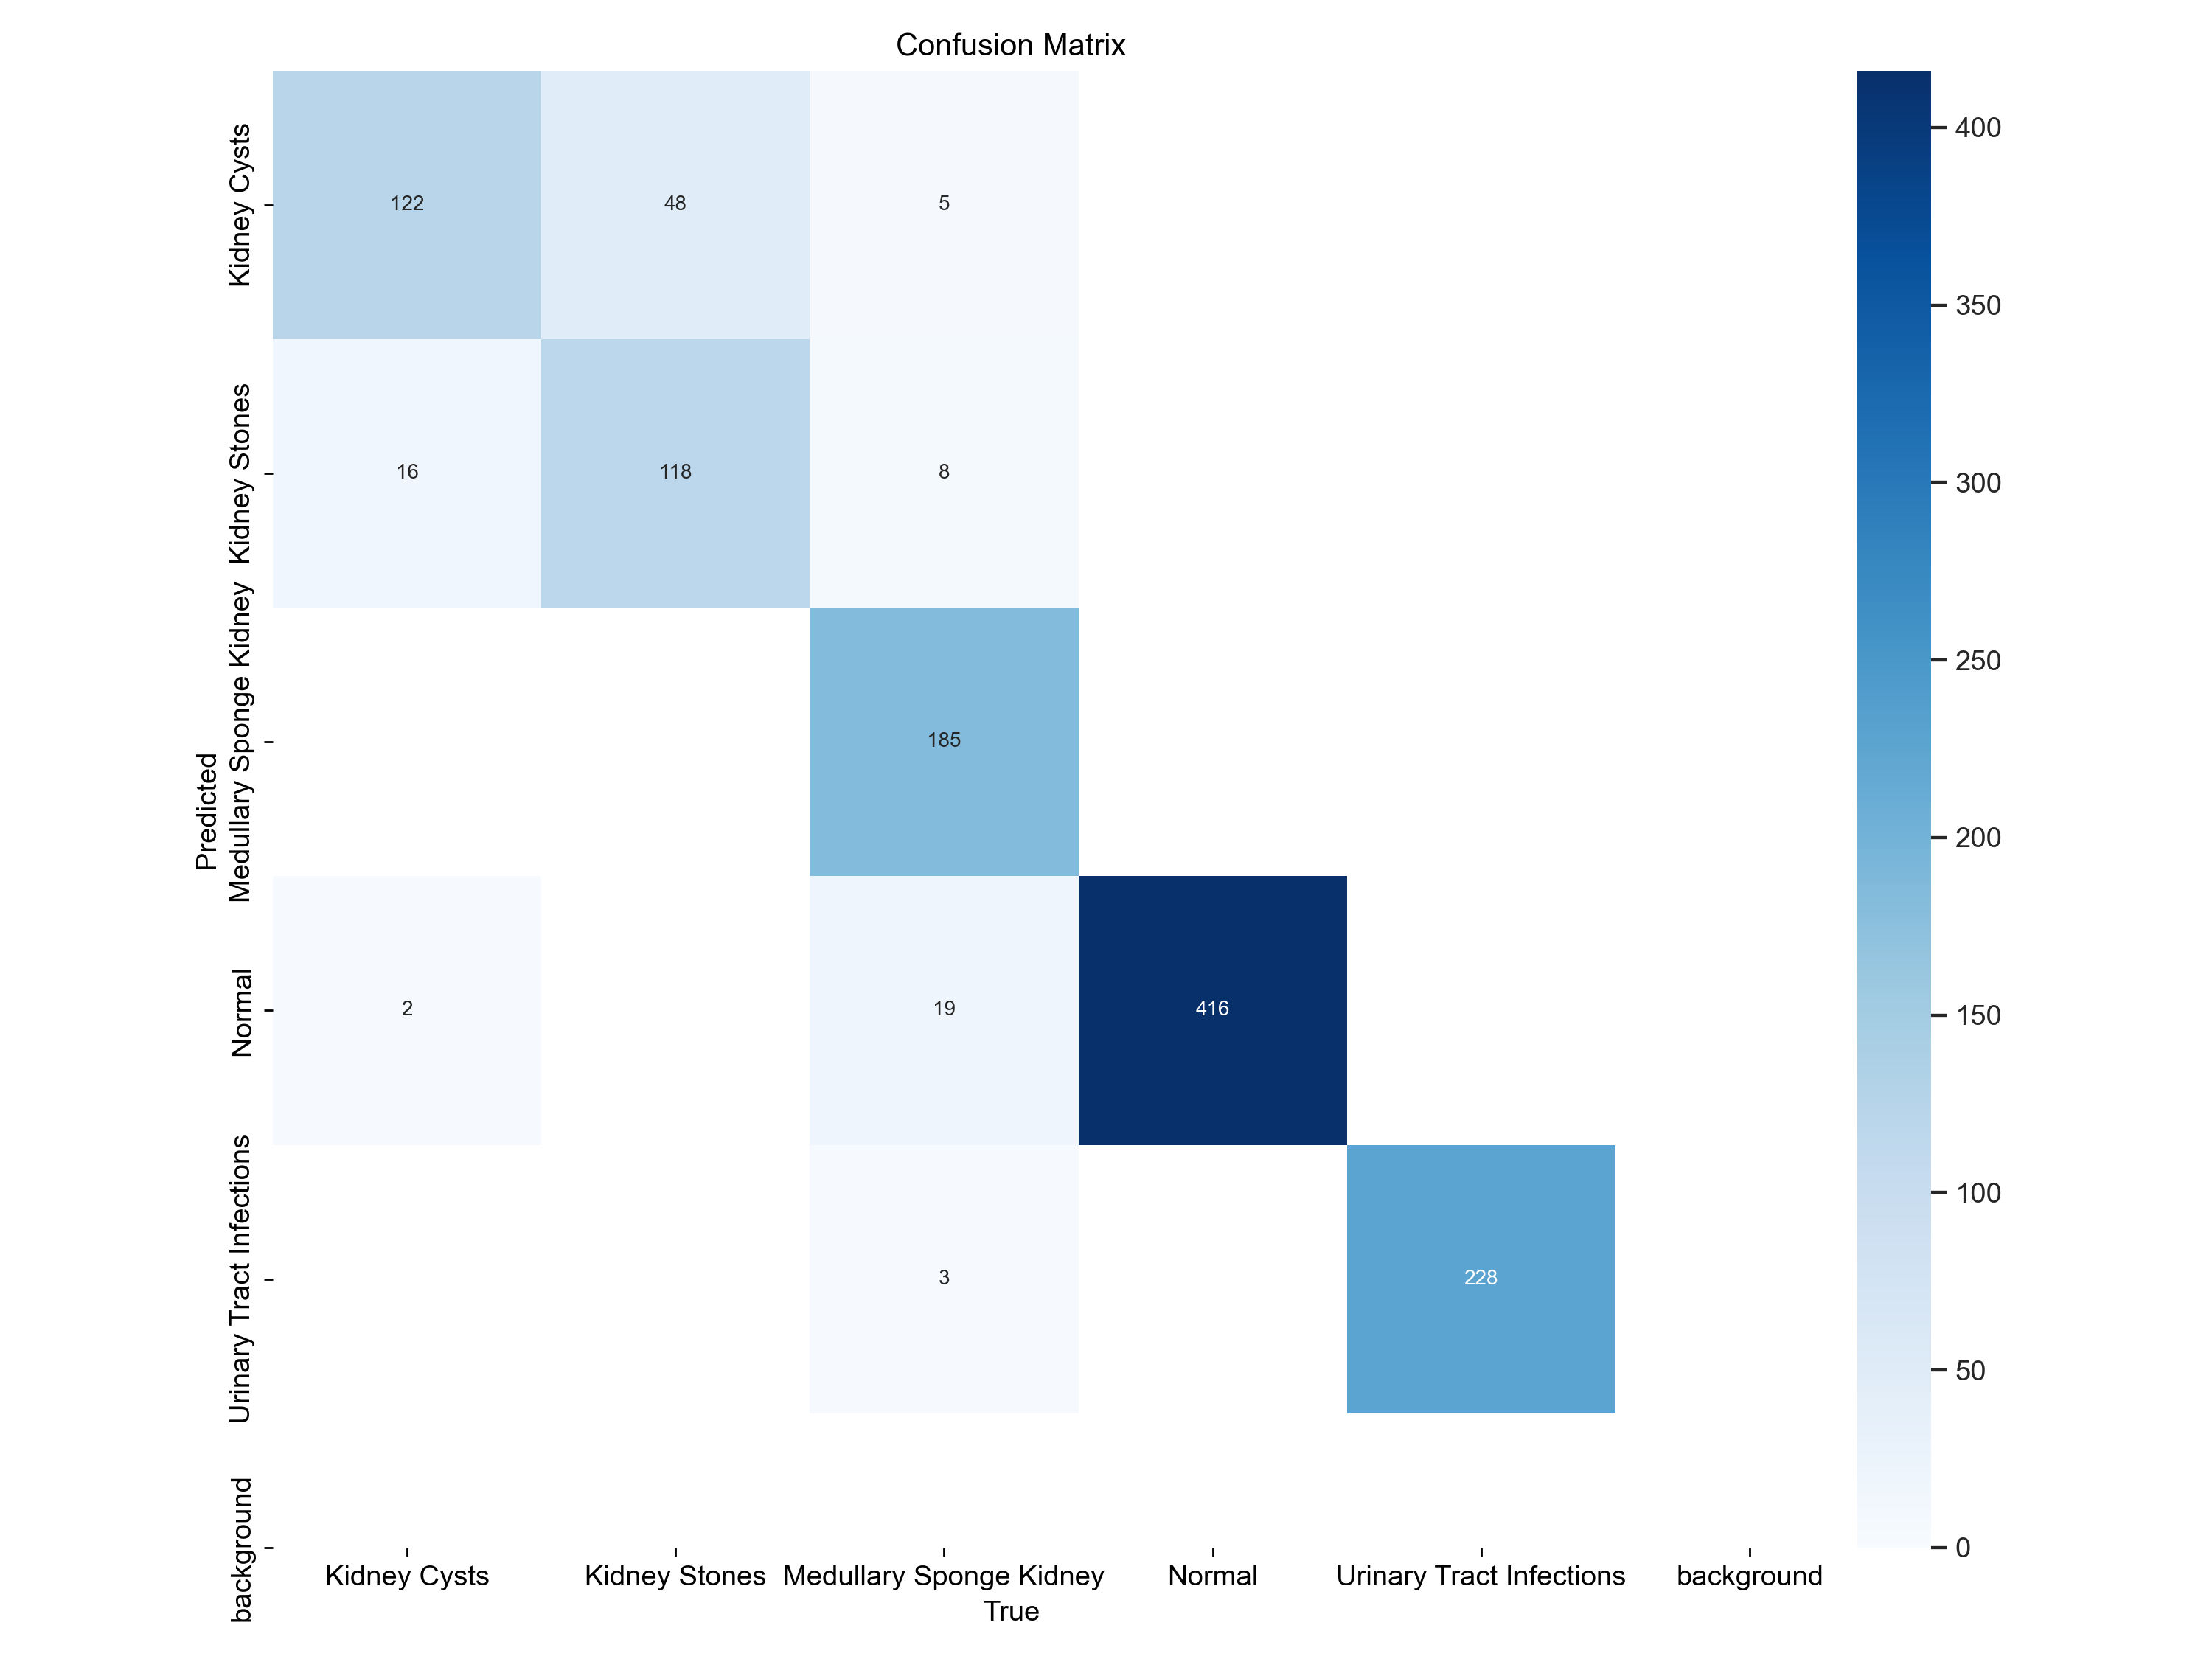 Confusion Matrix
Predicted
Kidney Cysts
122
48
5
Kidney Stones
16
118
8
Medullary Sponge Kidney
185
Normal
2
19
416
Urinary Tract Infections
3
228
background
Kidney Cysts
Kidney Stones
Medullary Sponge Kidney
Normal
Urinary Tract Infections
background
True
400
350
300
250
200
150
100
50
0